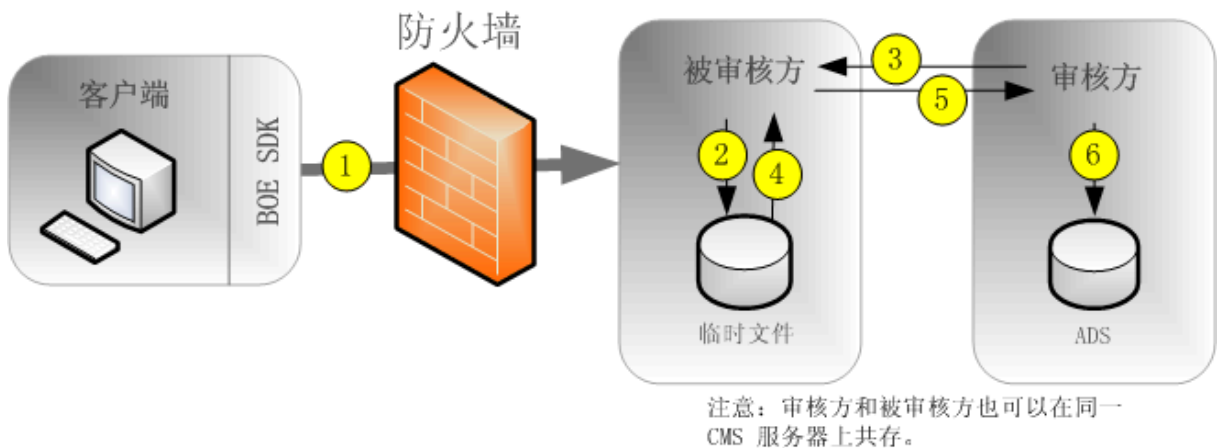 防火墙
客户端
BOE SDK
1
被审核方
2
3
4
5
审核方
6
临时文件
ADS
注意：审核方和被审核方也可以在同一
CMS 服务器上共存。